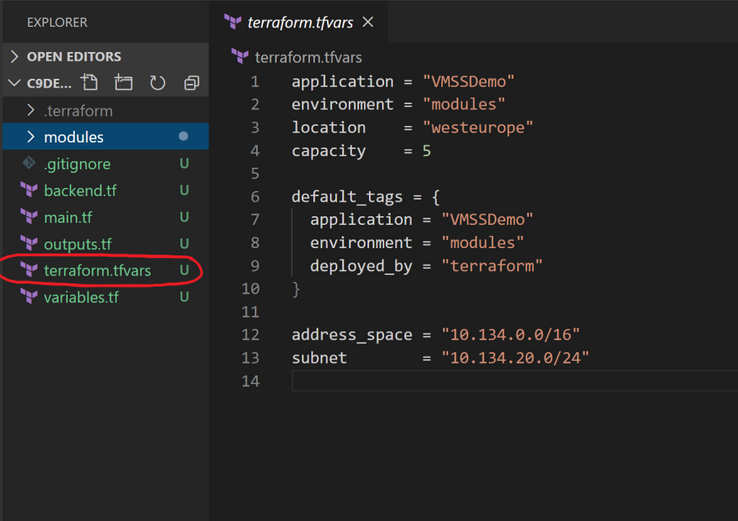 EXPLORER
OPEN EDITORS
C9DE...
.terraform
modules
.gitignore U
backend.tf U
main.tf U
outputs.tf U
terraform.tfvars U
variables.tf U
terraform.tfvars
terraform.tfvars
1 application = "VMSSDemo"
2 environment = "modules"
3 location = "westeurope"
4 capacity = 5
5
6 default_tags = {
7 application = "VMSSDemo"
8 environment = "modules"
9 deployed_by = "terraform"
10 }
11
12 address_space = "10.134.0.0/16"
13 subnet = "10.134.20.0/24"
14